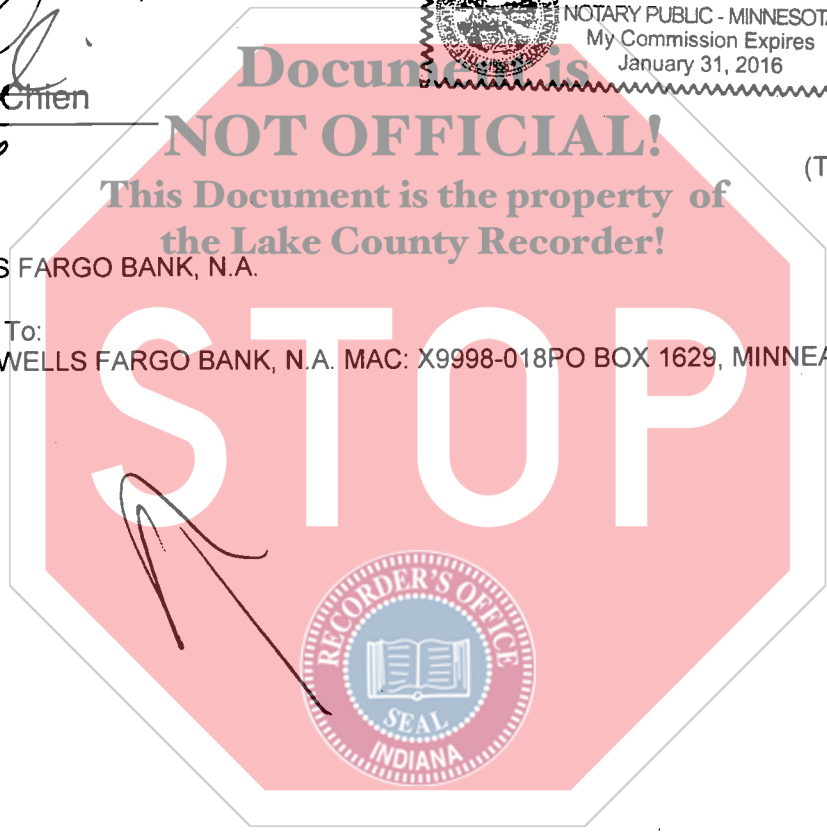 NOTARY PUBLIC - MINNESOTA
My Commission Expires
January 31, 2016
Document is
Chien
NOT OFFICIAL!
(T
This Document is the property of
the Lake County Recorder!
S FARGO BANK, N.A.
To:
WELLS FARGO BANK, N.A. MAC: X9998-018PO BOX 1629, MINNEA
STOP
RECORDER'S OFFICE
SEAL
INDIANA